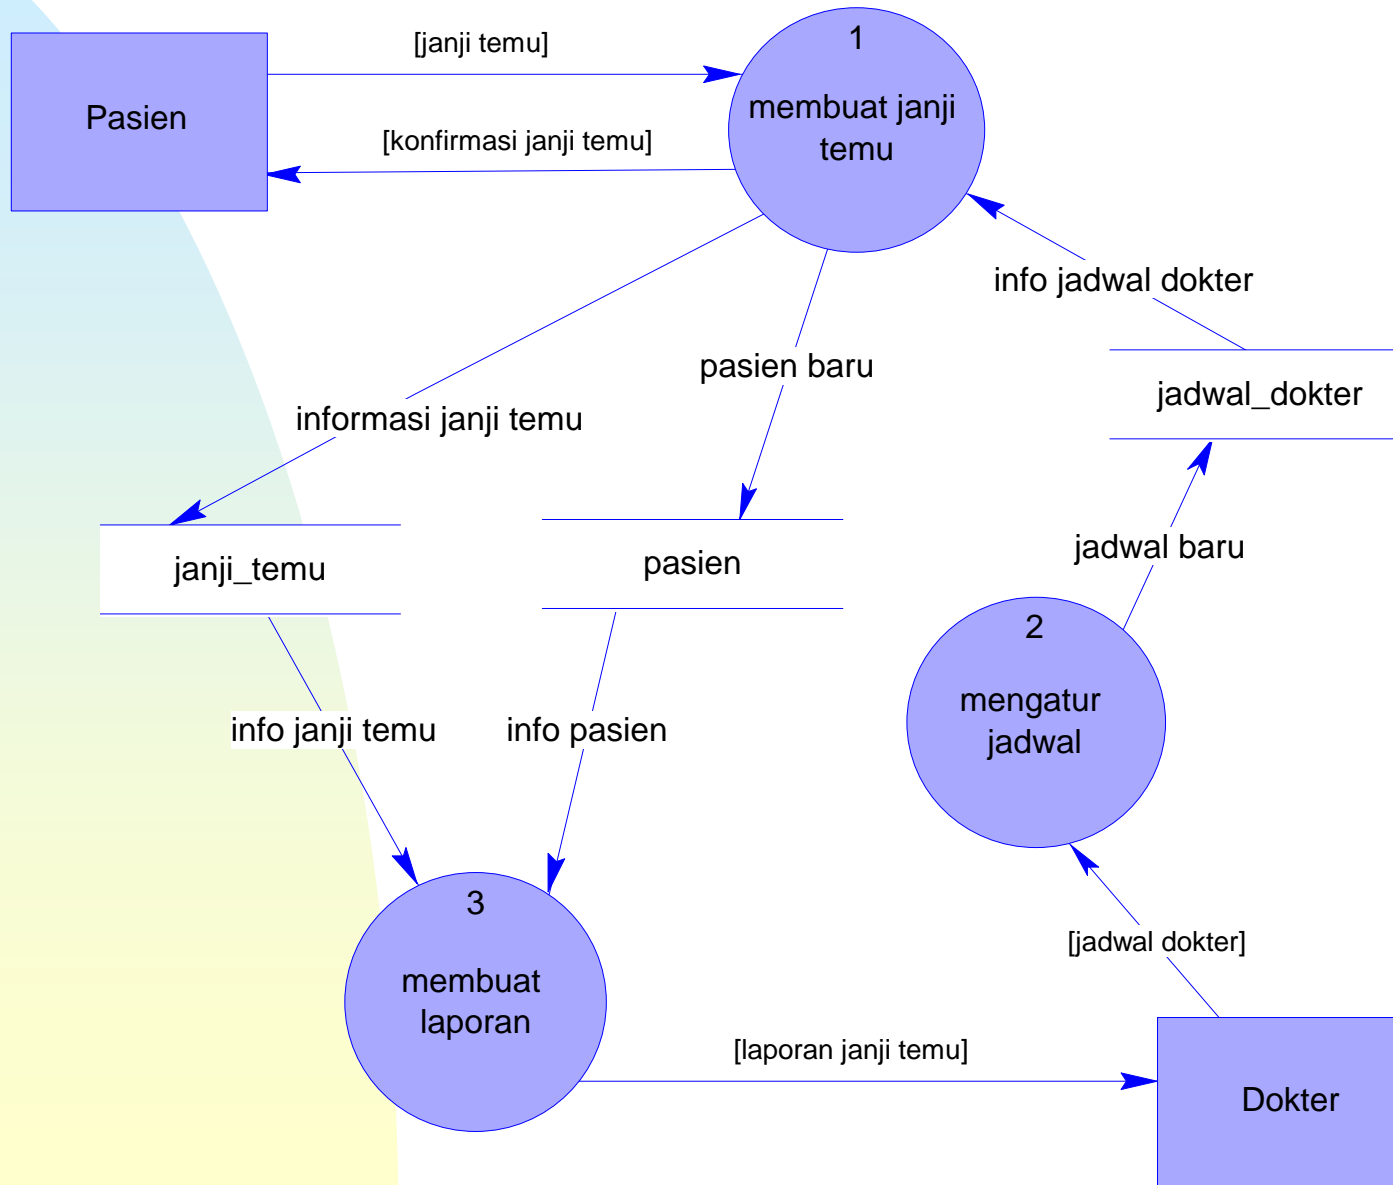 1
[janji temu]
Pasien
membuat janji
temu
[konfirmasi janji temu]
info jadwal dokter
pasien baru
jadwal_dokter
informasi janji temu
jadwal baru
janji_temu
pasien
2
mengatur
jadwal
info janji temu
info pasien
3
[jadwal dokter]
membuat
laporan
[laporan janji temu]
Dokter